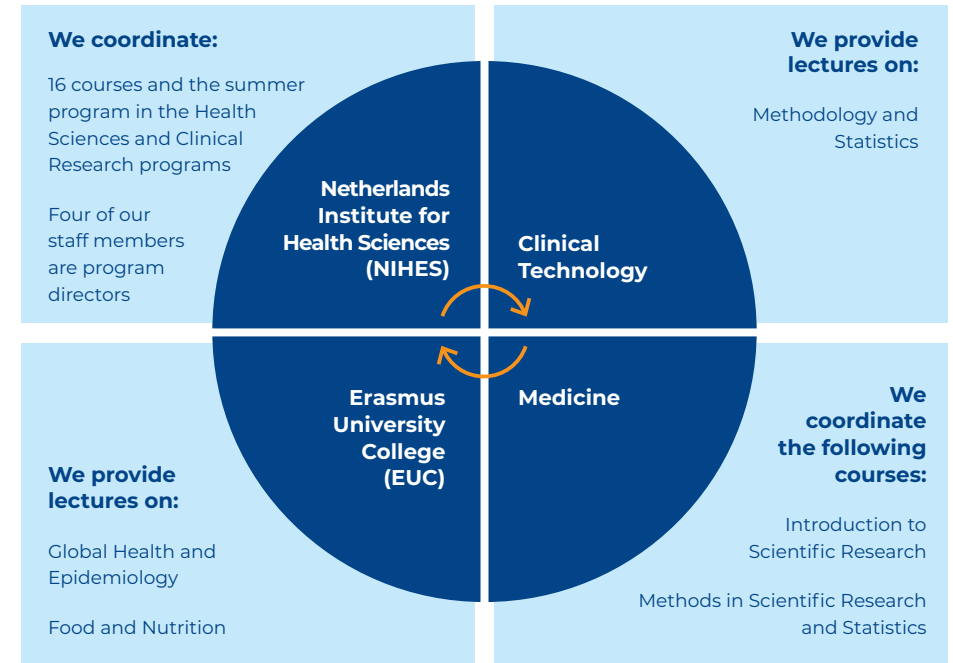 We coordinate:
16 courses and the summer
program in the Health
Sciences and Clinical
Research programs
Four of our
staff members
are program
directors
Netherlands
Institute for
Health Sciences
(NIHES)
We provide
lectures on:
Methodology and
Statistics
Clinical
Technology
We provide
lectures on:
Global Health and
Epidemiology
Food and Nutrition
Erasmus
University
College
(EUC)
Medicine
We
coordinate
the following
courses:
Introduction to
Scientific Research
Methods in Scientific Research
and Statistics